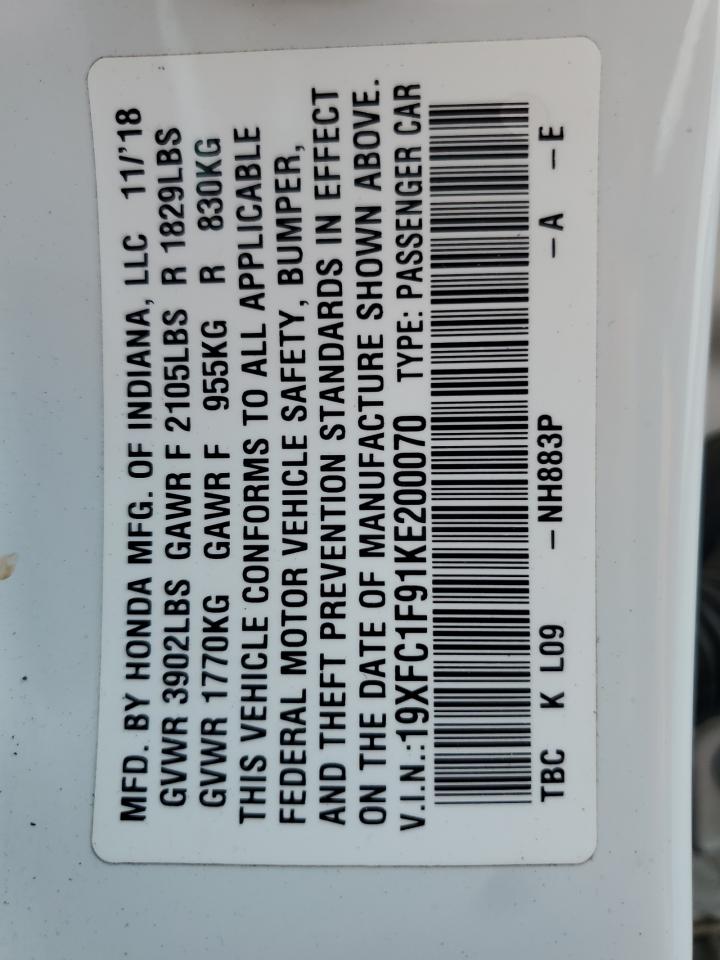 MFD. BY HONDA MFG. OF INDIANA, LLC 11/'18
GVWR 3902LBS GAWR F 2105LBS R 1829LBS
GVWR 1770KG GAWR F 955KG R 830KG
THIS VEHICLE CONFORMS TO ALL APPLICABLE
FEDERAL MOTOR VEHICLE SAFETY, BUMPER,
AND THEFT PREVENTION STANDARDS IN EFFECT
ON THE DATE OF MANUFACTURE SHOWN ABOVE.
V.I.N.:19XFC1F91KE200070 TYPE: PASSENGER CAR
TBC K L09 -NH883P -A -E